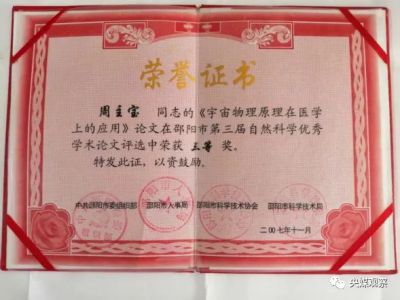 荣誉证书
周主宝 同志的《宇宙物理原理在医学
上的应用》论文在邵阳市第三届自然科学优秀
学术论文评选中荣获 三等 奖。
特发此证，以资鼓励。
中共邵阳市委组织部 邵阳市人事局 邵阳市科学技术协会 邵阳市科学技术局
二00七年十一月
央媒观察